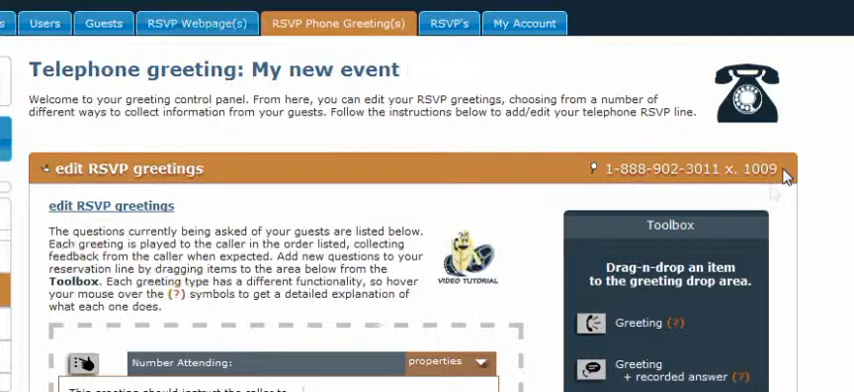 Users Guests RSVP Webpage(s) RSVP Phone Greeting(s) RSVP's My Account
Telephone greeting: My new event
Welcome to your greeting control panel. From here, you can edit your RSVP greetings, choosing from a number of
different ways to collect information from your guests. Follow the instructions below to add/edit your telephone RSVP line.
edit RSVP greetings 1-888-902-3011 x. 1009
edit RSVP greetings
The questions currently being asked of your guests are listed below.
Each greeting is played to the caller in the order listed, collecting
feedback from the caller when expected. Add new questions to your
reservation line by dragging items to the area below from the
Toolbox. Each greeting type has a different functionality, so hover
your mouse over the (?) symbols to get a detailed explanation of
what each one does.
VIDEO TUTORIAL
Number Attending: properties
This greeting should instruct the caller to
Toolbox
Drag-n-drop an item
to the greeting drop area.
Greeting (?)
Greeting
+ recorded answer (?)